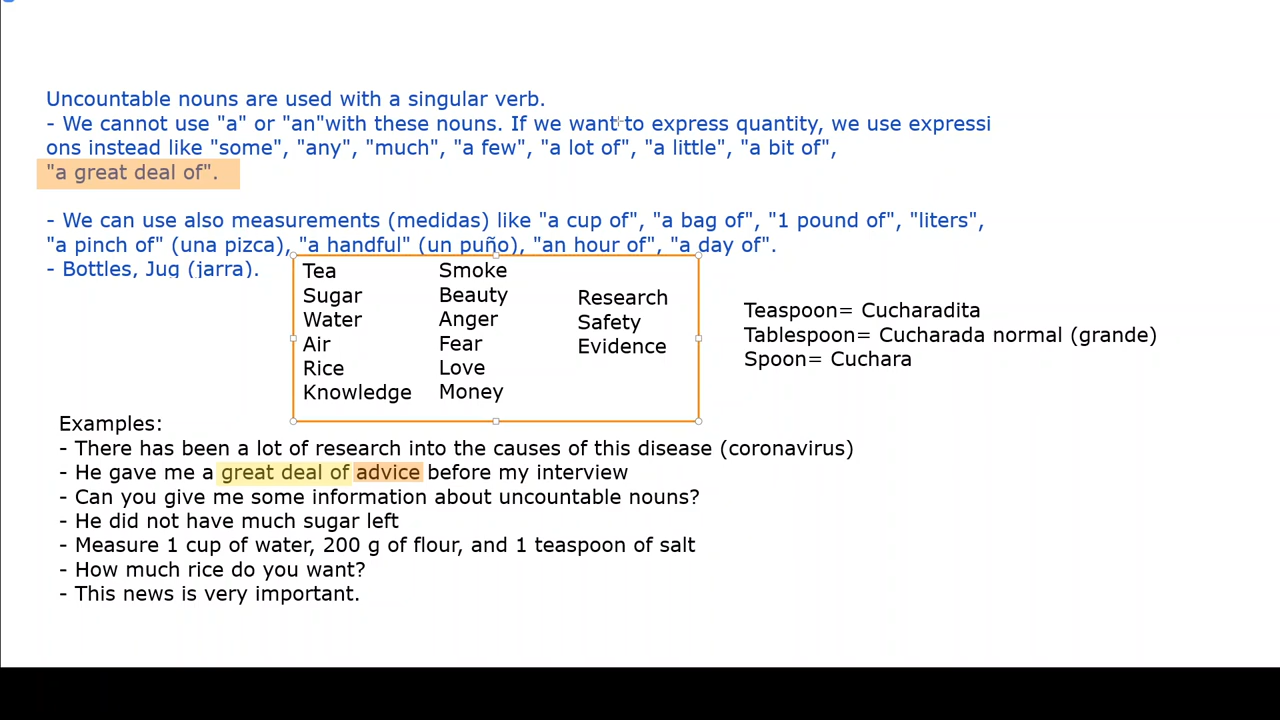 Uncountable nouns are used with a singular verb.
- We cannot use "a" or "an"with these nouns. If we want to express quantity, we use expressi
ons instead like "some", "any", "much", "a few", "a lot of", "a little", "a bit of",
"a great deal of".
- We can use also measurements (medidas) like "a cup of", "a bag of", "1 pound of", "liters",
"a pinch of" (una pizca), "a handful" (un puño), "an hour of", "a day of".
- Bottles, Jug (jarra).
Tea
Sugar
Water
Air
Rice
Knowledge
Smoke
Beauty
Anger
Fear
Love
Money
Research
Safety
Evidence
Teaspoon= Cucharadita
Tablespoon= Cucharada normal (grande)
Spoon= Cuchara
Examples:
- There has been a lot of research into the causes of this disease (coronavirus)
- He gave me a great deal of advice before my interview
- Can you give me some information about uncountable nouns?
- He did not have much sugar left
- Measure 1 cup of water, 200 g of flour, and 1 teaspoon of salt
- How much rice do you want?
- This news is very important.